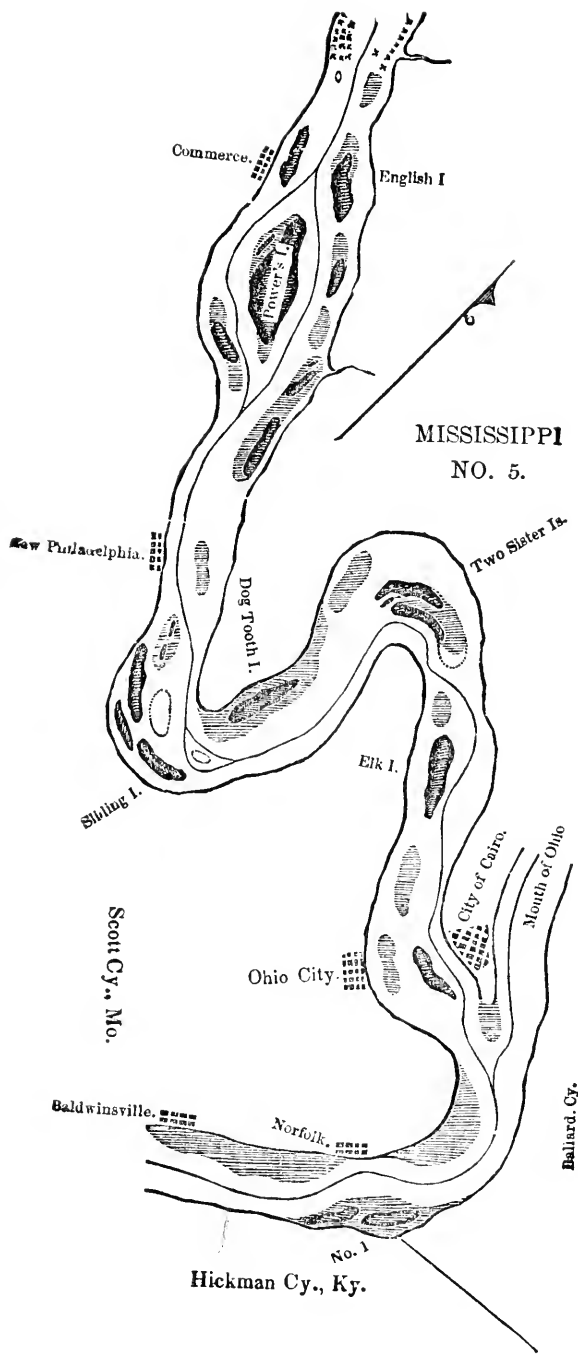 Commerce.
English I
Power's I.
MISSISSIPPI
NO. 5.
New Philadelphia.
Two Sister Is.
Dog Tooth I.
Elk I.
Slbling I.
City of Cairo.
Mouth of Ohio
Scott Cy., Mo.
Ohio City.
Baldwinsville.
Norfolk.
Ballard. Cy.
No. 1
Hickman Cy., Ky.